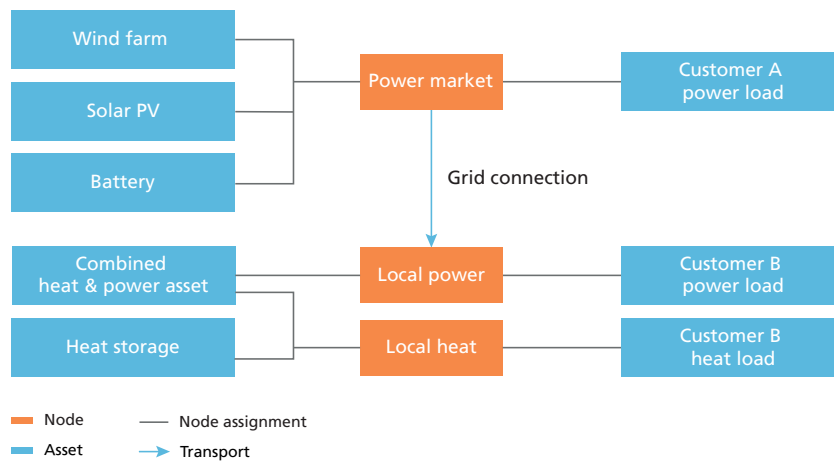 Wind farm
Solar PV
Battery
Power market
Customer A
power load
Grid connection
Combined
heat & power asset
Local power
Customer B
power load
Heat storage
Local heat
Customer B
heat load
Node
Node assignment
Asset
Transport